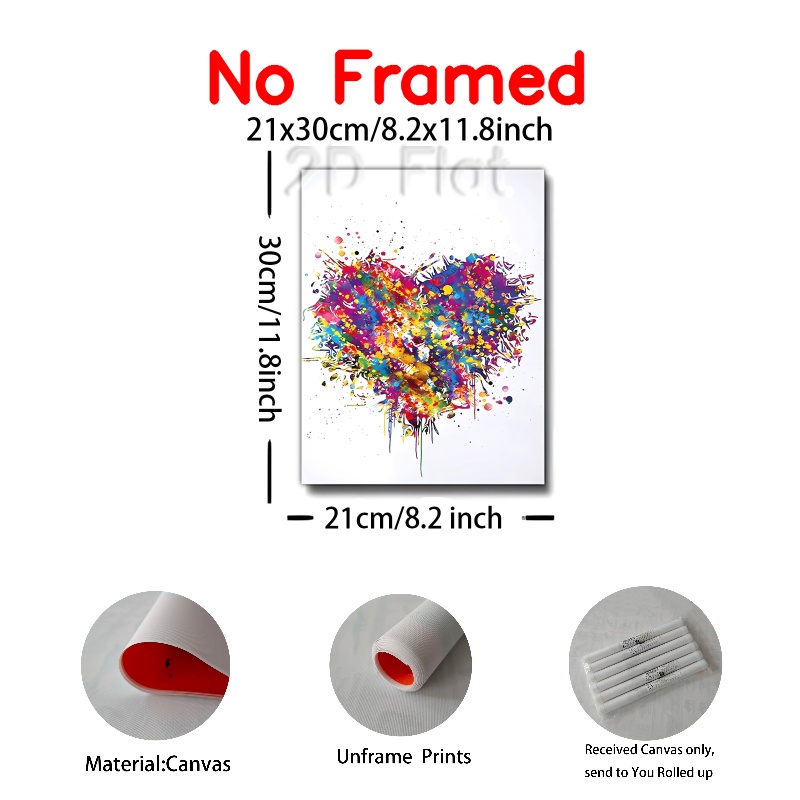 No Framed
21x30cm/8.2x11.8inch
2D Flat
30cm/11.8inch
21cm/8.2 inch
Material:Canvas
Unframe Prints
Received Canvas only,
send to You Rolled up